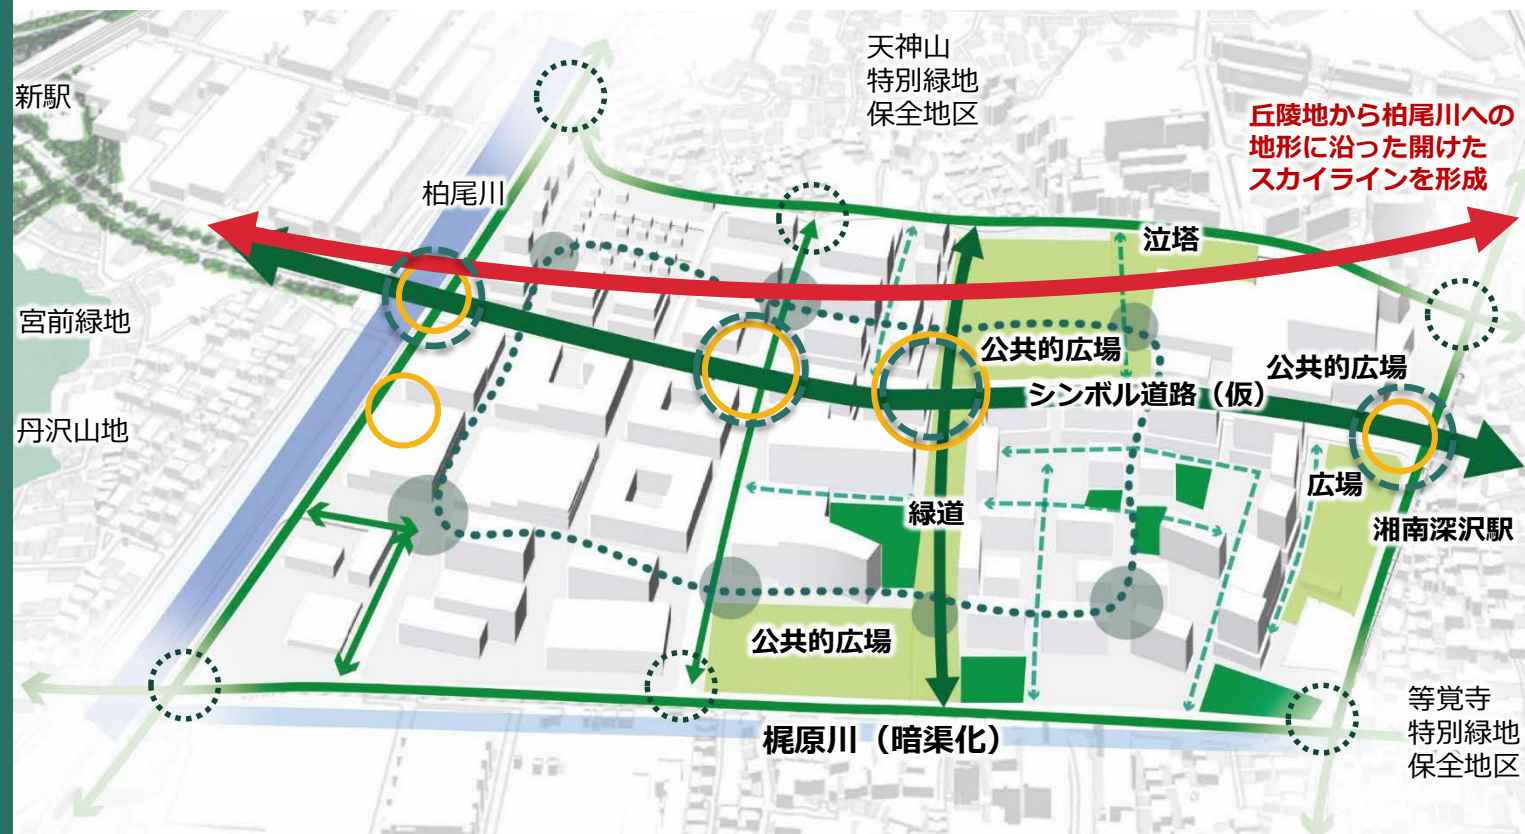 天神山
特別緑地
保全地区
新駅
丘陵地から柏尾川への
地形に沿った開けた
スカイラインを形成
柏尾川
泣塔
宮前緑地
公共的広場
公共的広場
シンボル道路（仮）
丹沢山地
広場
緑道
湘南深沢駅
公共的広場
等覚寺
特別緑地
保全地区
梶原川（暗渠化）